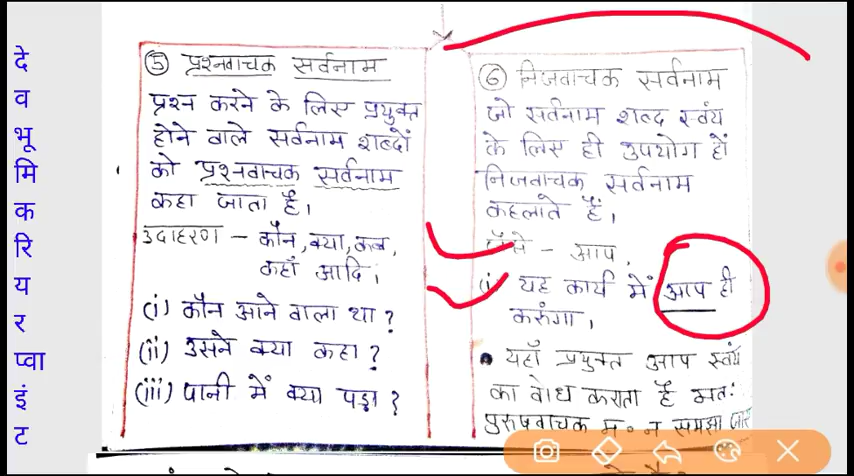 देवभूमि करियर प्वाइंट
⑤ प्रश्नवाचक सर्वनाम
प्रश्न करने के लिए प्रयुक्त
होने वाले सर्वनाम शब्दों
को प्रश्नवाचक सर्वनाम
कहा जाता है।
उदाहरण – कौन, क्या, कब,
कहाँ आदि।
(i) कौन आने वाला था?
(ii) उसने क्या कहा?
(iii) पानी में क्या पड़ा?
⑥ निजवाचक सर्वनाम
जो सर्वनाम शब्द स्वंय
के लिए ही उपयोग हों
निजवाचक सर्वनाम
कहलाते हैं।
जैसे – आप,
(i) यह कार्य में आप ही
करुंगा,
• यहाँ प्रयुक्त आप स्वंय
का बोध कराता है अतः
पुरुषवाचक स० न समझा जाए